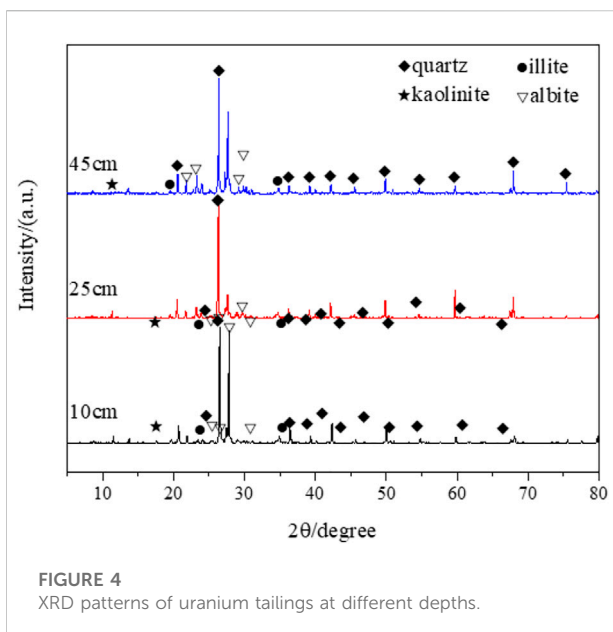 ◆quartz ●illite
★kaolinite ▽albite
45cm
25cm
10cm
Intensity/(a.u.)
10 20 30 40 50 60 70 80
2θ/degree
FIGURE 4
XRD patterns of uranium tailings at different depths.